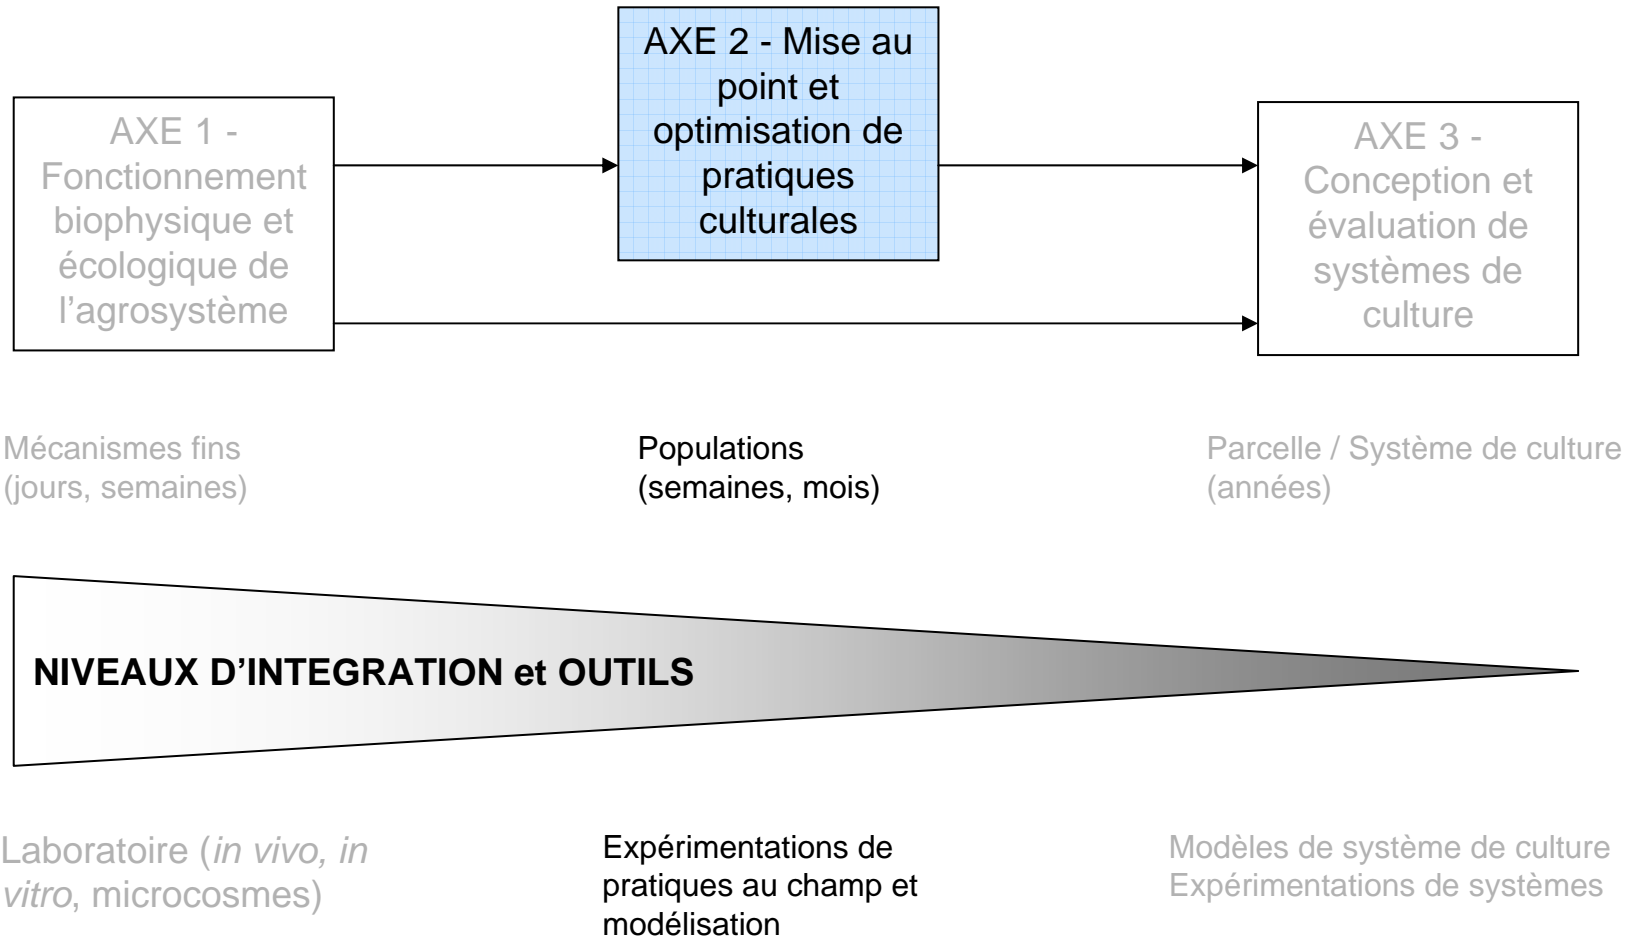 AXE 1 -
Fonctionnement
biophysique et
écologique de
l’agrosystème
AXE 2 - Mise au
point et
optimisation de
pratiques
culturales
AXE 3 -
Conception et
évaluation de
systèmes de
culture
Mécanismes fins
(jours, semaines)
Populations
(semaines, mois)
Parcelle / Système de culture
(années)
NIVEAUX D’INTEGRATION et OUTILS
Laboratoire (in vivo, in
vitro, microcosmes)
Expérimentations de
pratiques au champ et
modélisation
Modèles de système de culture
Expérimentations de systèmes